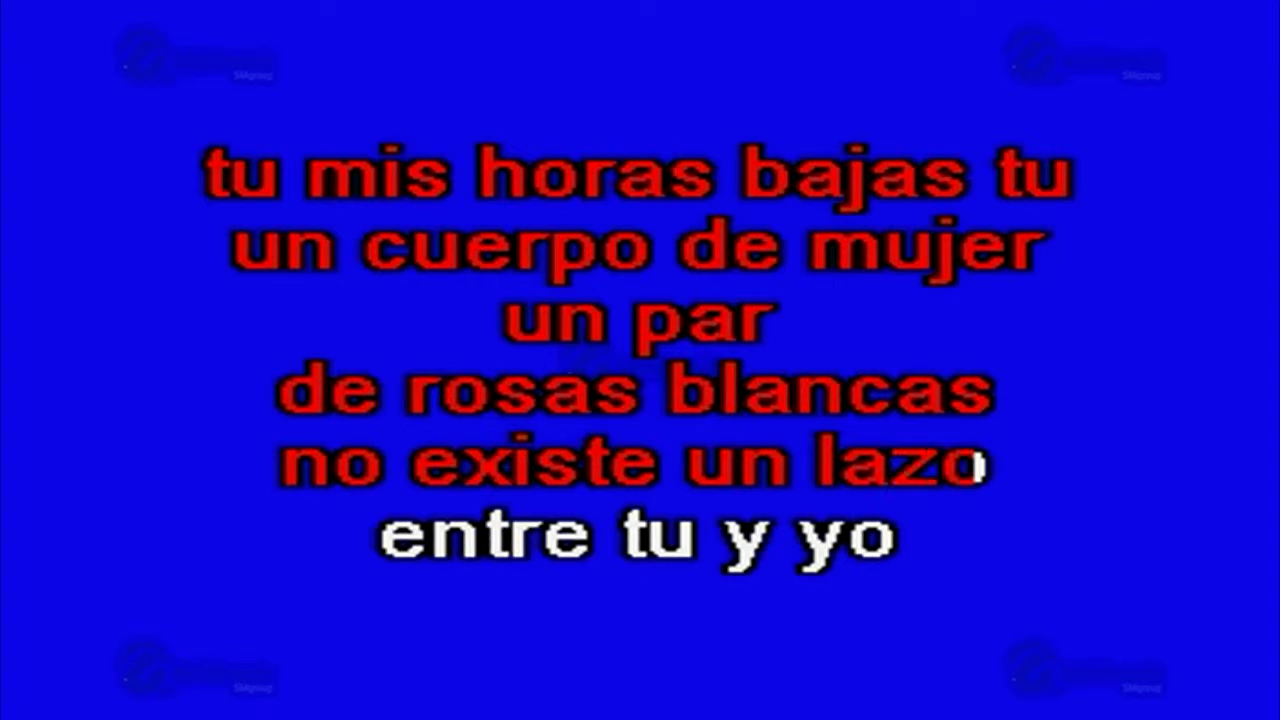 tu mis horas bajas tu
un cuerpo de mujer
un par
de rosas blancas
no existe un lazo
entre tu y yo